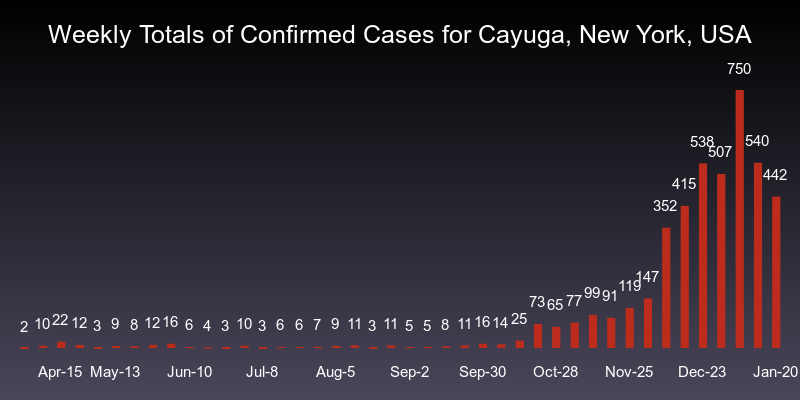 Weekly Totals of Confirmed Cases for Cayuga, New York, USA
750
538 507 540
415 442
352
2 10 22 12 3 9 8 12 16 6 4 3 10 3 6 6 7 9 11 3 11 5 5 8 11 16 14 25 73 65 77 99 91 119 147
Apr-15 May-13 Jun-10 Jul-8 Aug-5 Sep-2 Sep-30 Oct-28 Nov-25 Dec-23 Jan-20